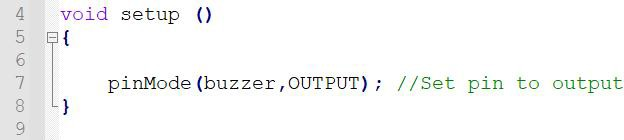 4 void setup ()
5 {
6
7 pinMode(buzzer,OUTPUT); //Set pin to output
8 }
9